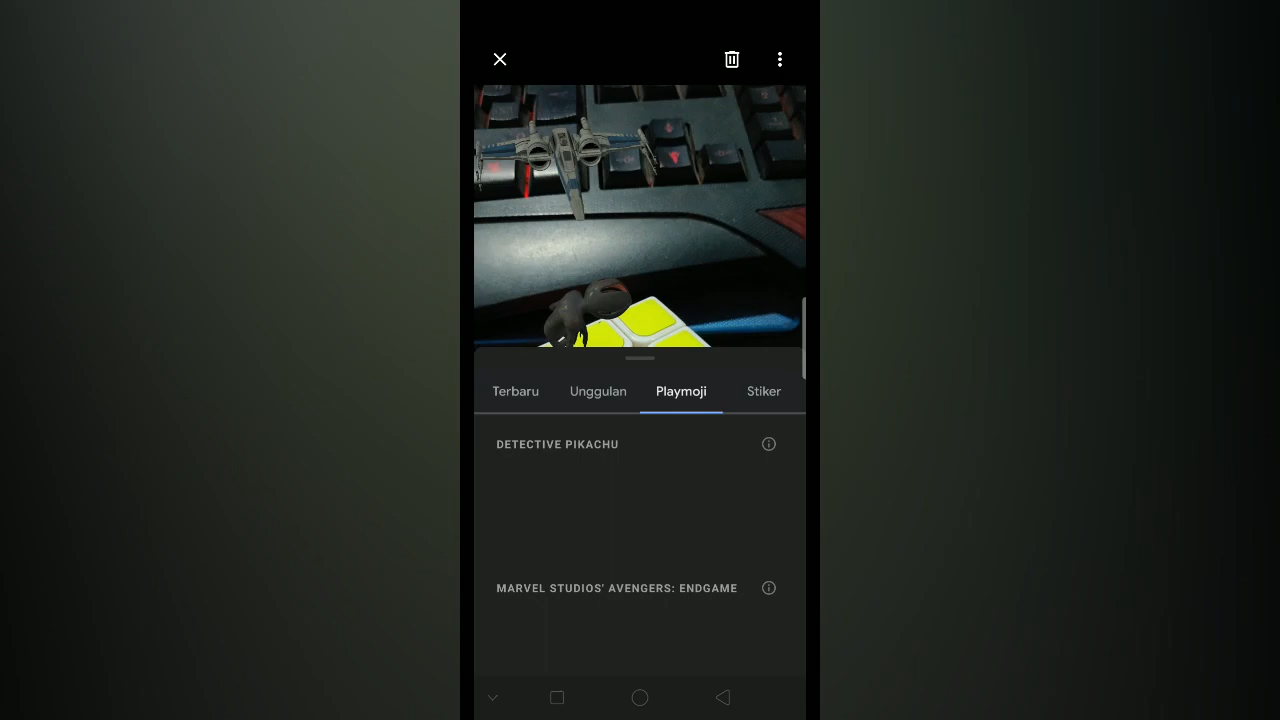 Terbaru Unggulan Playmoji Stiker
DETECTIVE PIKACHU
MARVEL STUDIOS' AVENGERS: ENDGAME